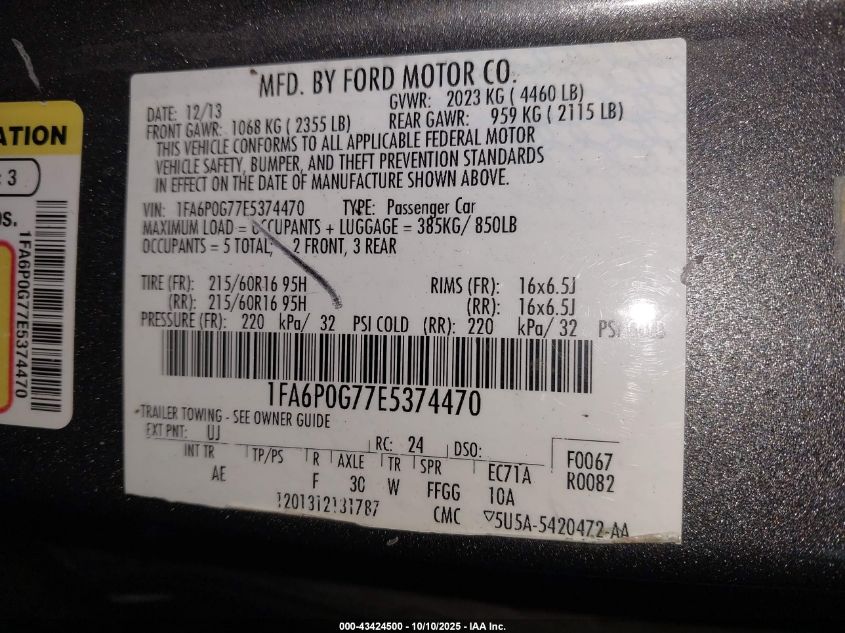 ATION
: 3
OS.
1FA6P0G77E5374470
MFD. BY FORD MOTOR CO.
DATE: 12/13 GVWR: 2023 KG ( 4460 LB)
FRONT GAWR: 1068 KG ( 2355 LB) REAR GAWR: 959 KG ( 2115 LB)
THIS VEHICLE CONFORMS TO ALL APPLICABLE FEDERAL MOTOR
VEHICLE SAFETY, BUMPER, AND THEFT PREVENTION STANDARDS
IN EFFECT ON THE DATE OF MANUFACTURE SHOWN ABOVE.
VIN: 1FA6P0G77E5374470 TYPE: Passenger Car
MAXIMUM LOAD = OCCUPANTS + LUGGAGE = 385KG/ 850LB
OCCUPANTS = 5 TOTAL, 2 FRONT, 3 REAR
TIRE (FR): 215/60R16 95H RIMS (FR): 16x6.5J
(RR): 215/60R16 95H (RR): 16x6.5J
PRESSURE (FR): 220 kPa/ 32 PSI COLD (RR): 220 kPa/ 32 PSI COLD
1FA6P0G77E5374470
TRAILER TOWING - SEE OWNER GUIDE
EXT PNT: UJ RC: 24 DSO: F0067
INT TR TP/PS R AXLE TR SPR EC71A R0082
AE F 3C W FFGG 10A
1201312131787 CMC 5U5A-5420472-AA
000-43424500 - 10/10/2025 - IAA Inc.